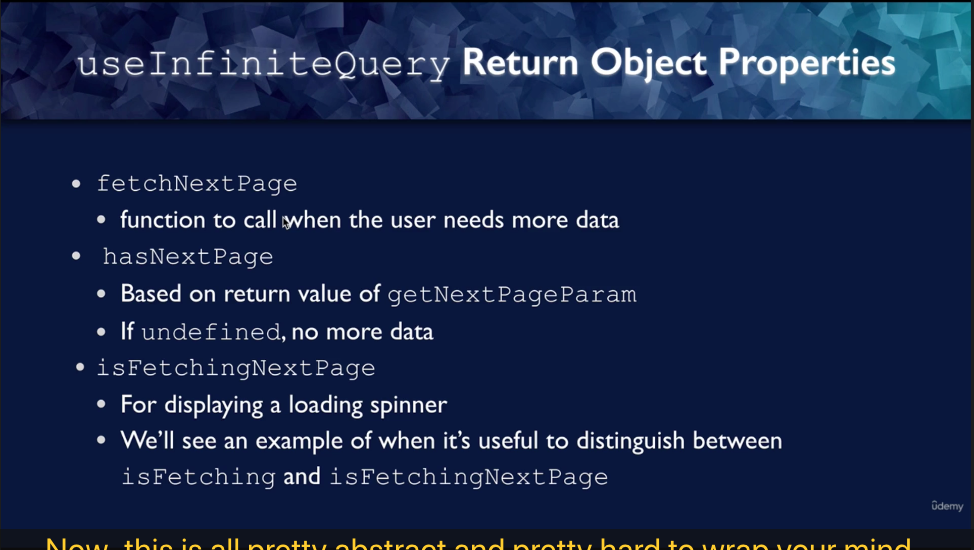 useInfiniteQuery Return Object Properties
• fetchNextPage
• function to call when the user needs more data
• hasNextPage
• Based on return value of getNextPageParam
• If undefined, no more data
• isFetchingNextPage
• For displaying a loading spinner
• We'll see an example of when it's useful to distinguish between
isFetching and isFetchingNextPage
ûdemy
Now, this is all pretty abstract and pretty hard to wrap your mind